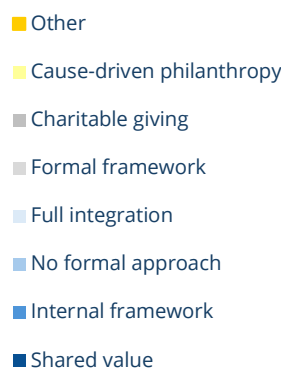 Other
Cause-driven philanthropy
Charitable giving
Formal framework
Full integration
No formal approach
Internal framework
Shared value